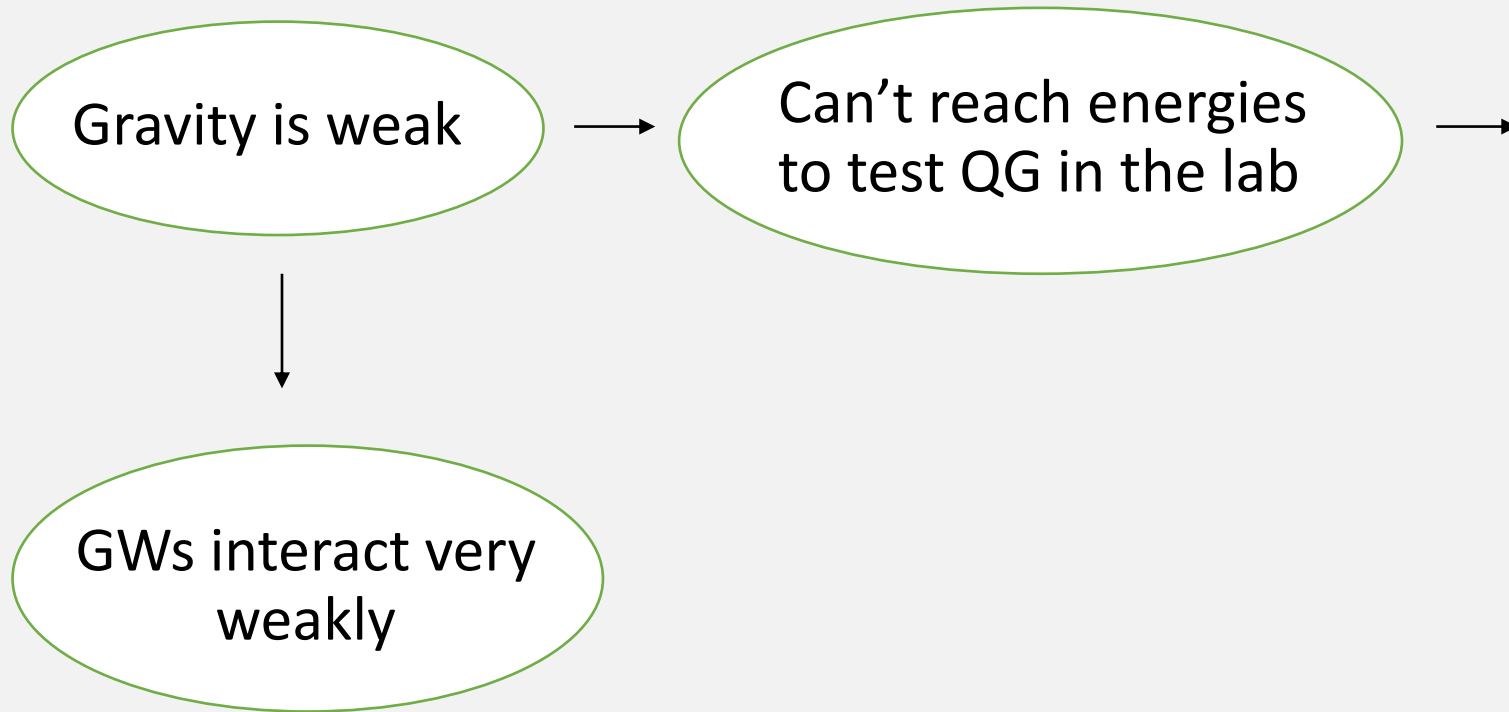 Gravity is weak
Can’t reach energies
to test QG in the lab
GWs interact very
weakly